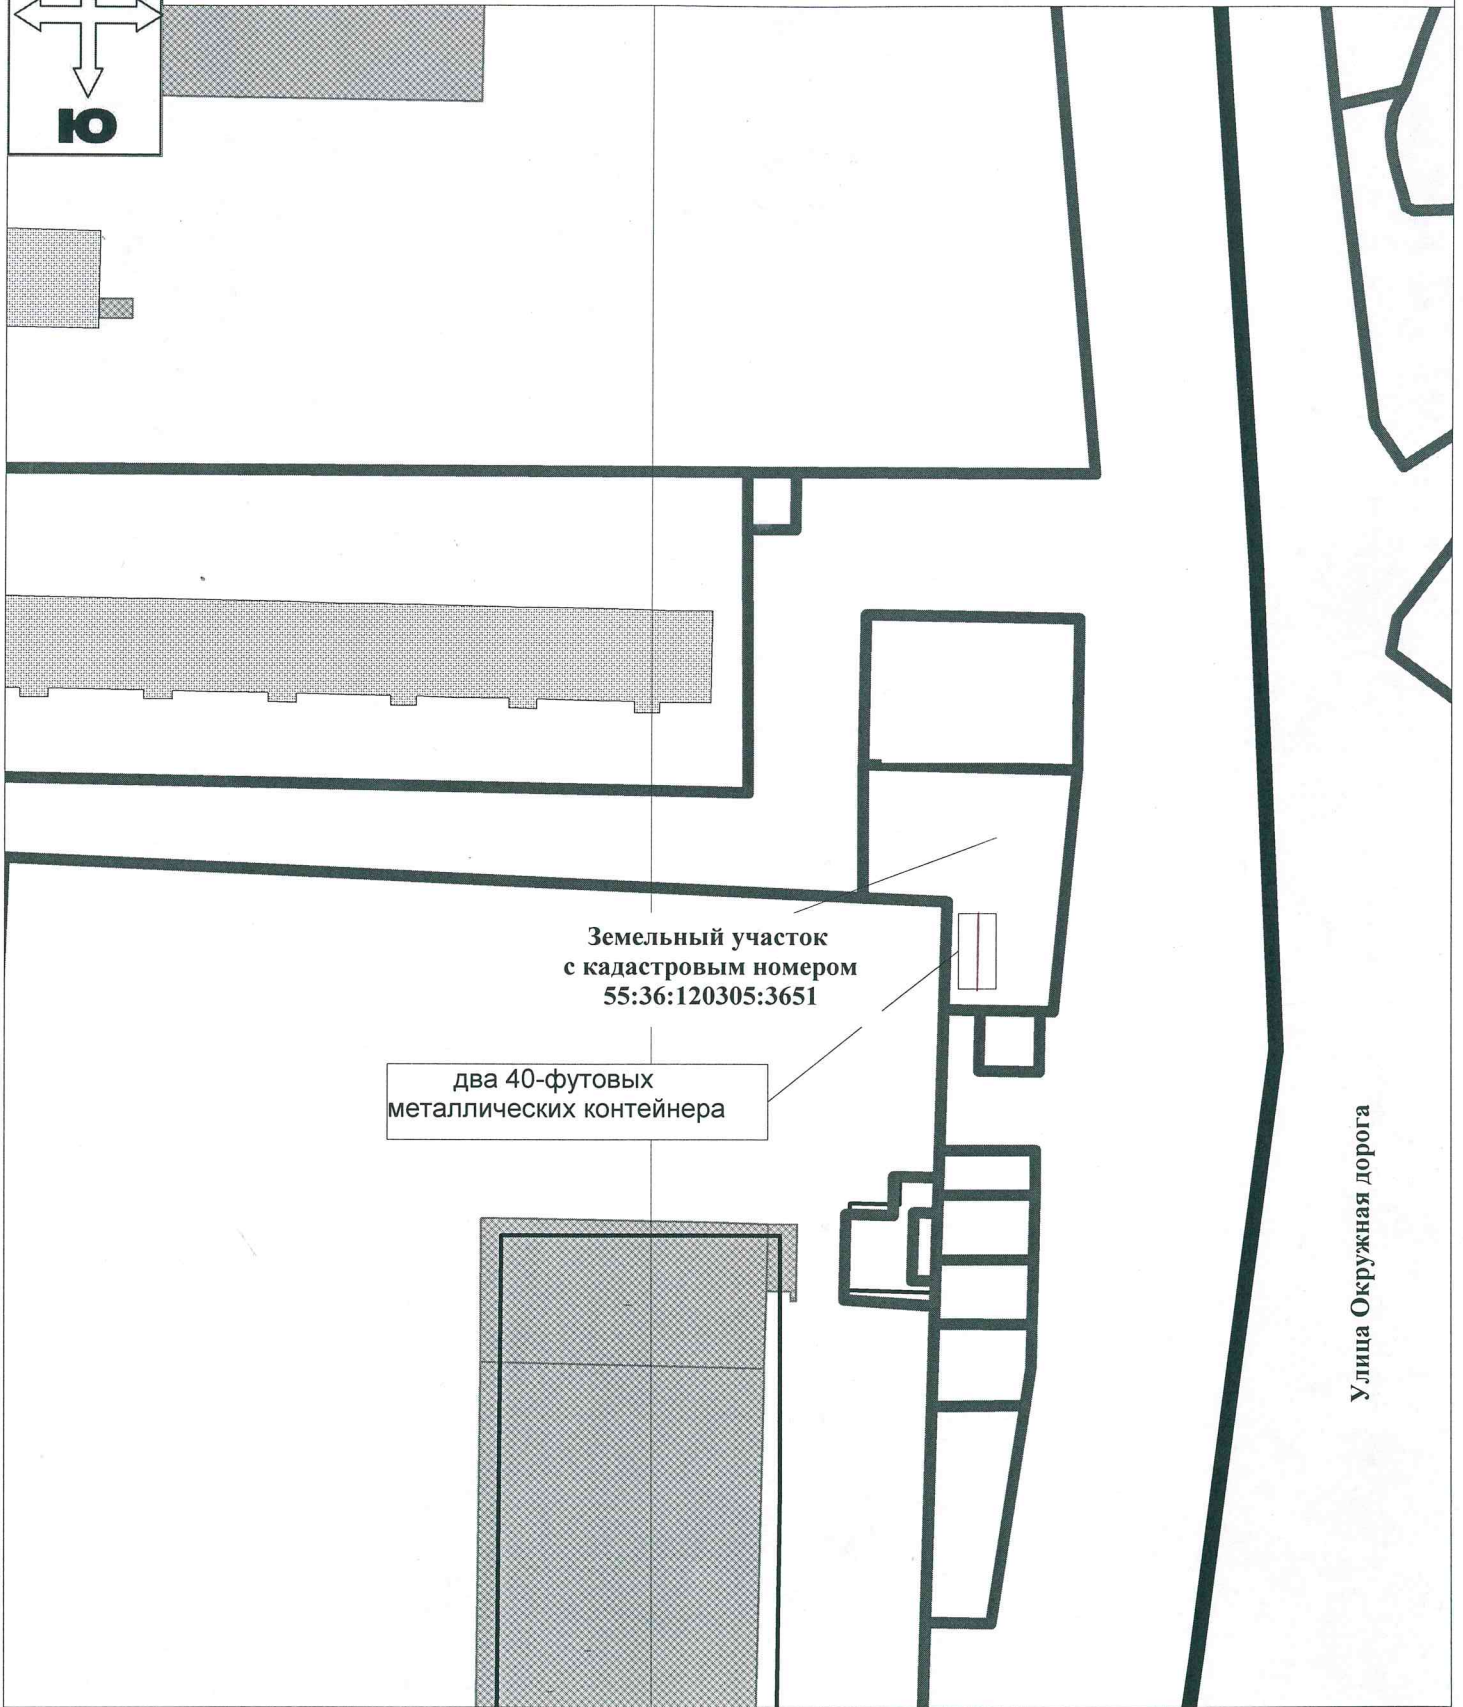 Ю
Земельный участок
с кадастровым номером
55:36:120305:3651
два 40-футовых
металлических контейнера
Улица Окружная дорога